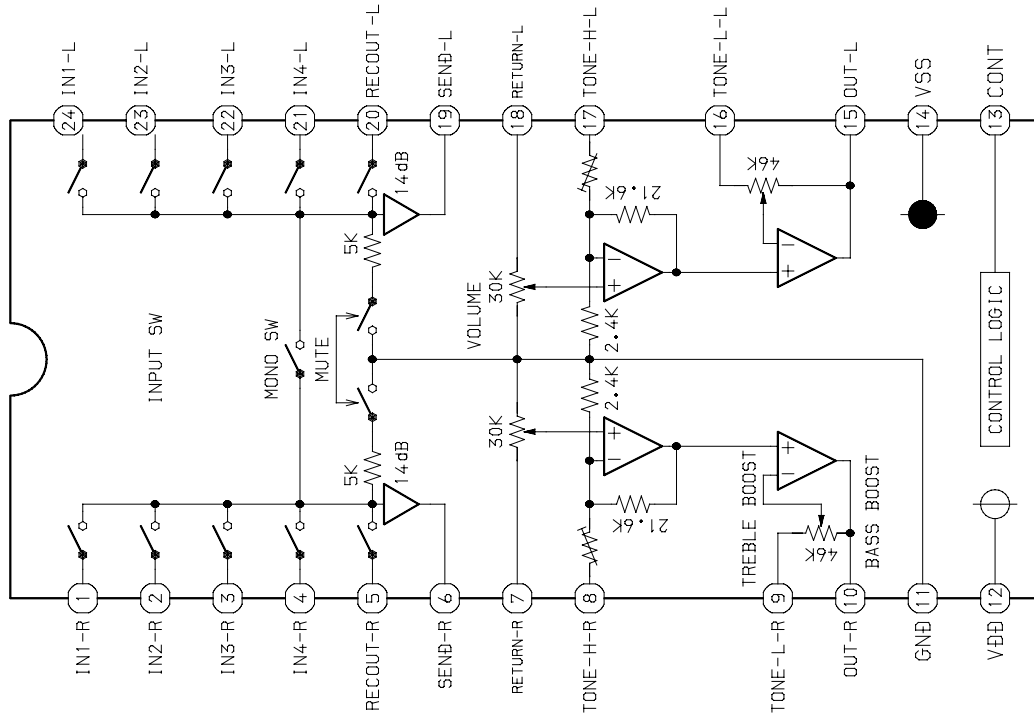 24 IN1-L
23 IN2-L
22 IN3-L
21 IN4-L
20 RECOUT-L
19 SEND-L
18 RETURN-L
17 TONE-H-L
16 TONE-L-L
15 OUT-L
14 VSS
13 CONT
14dB
5K
21.6K
46K
INPUT SW
MONO SW
MUTE
VOLUME
30K
2.4K
2.4K
30K
CONTROL LOGIC
5K
14dB
21.6K
46K
TREBLE BOOST
BASS BOOST
IN1-R 1
IN2-R 2
IN3-R 3
IN4-R 4
RECOUT-R 5
SEND-R 6
RETURN-R 7
TONE-H-R 8
TONE-L-R 9
OUT-R 10
GND 11
VDD 12
+
−
+
−
+
−
+
−